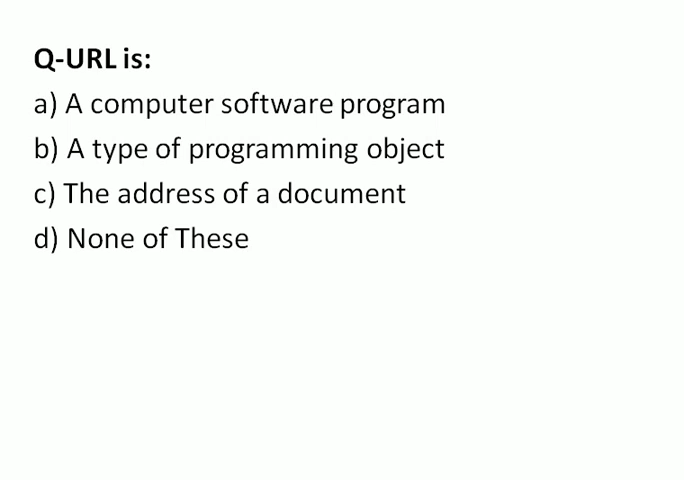 Q-URL is:
a) A computer software program
b) A type of programming object
c) The address of a document
d) None of These